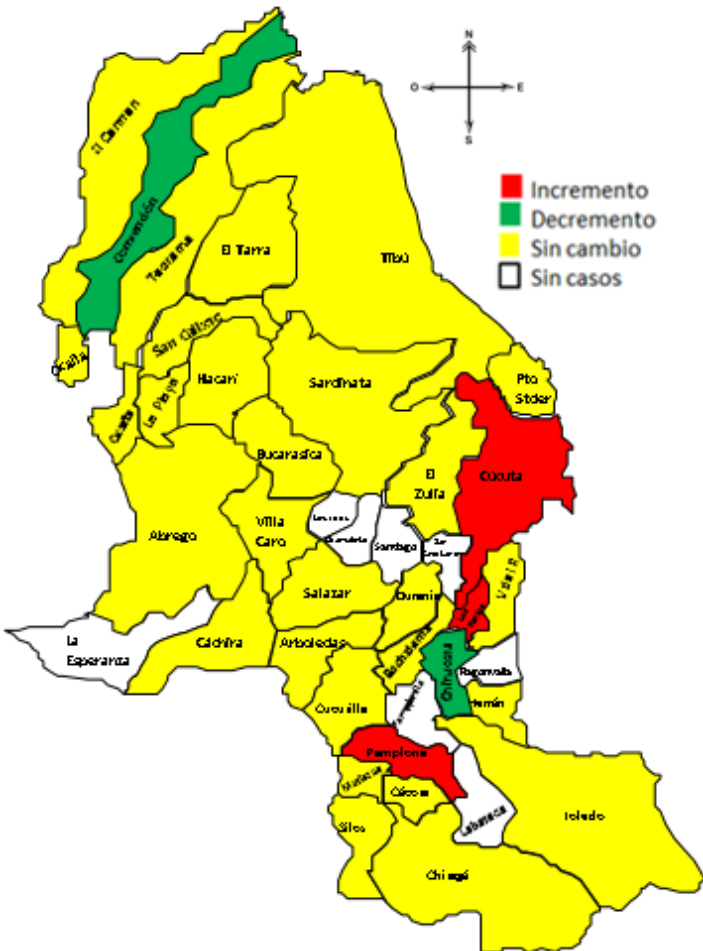 N
O
E
S
Incremento
Decremento
Sin cambio
Sin casos
El Carmen
Convención
Teorama
El Tarra
Tibú
San Calixto
Ocaña
La Playa
Hacarí
Sardinata
Pto
Stder
Bucarasica
El
Zulia
Cúcuta
Abrego
Villa
Caro
Santiago
Salazar
Durania
La
Esperanza
Cáchira
Arboledas
Bochalema
Chinácota
Ragonvalia
Cucutilla
Pamplona
Mutiscua
Cácota
Silos
Labateca
Toledo
Chitagá